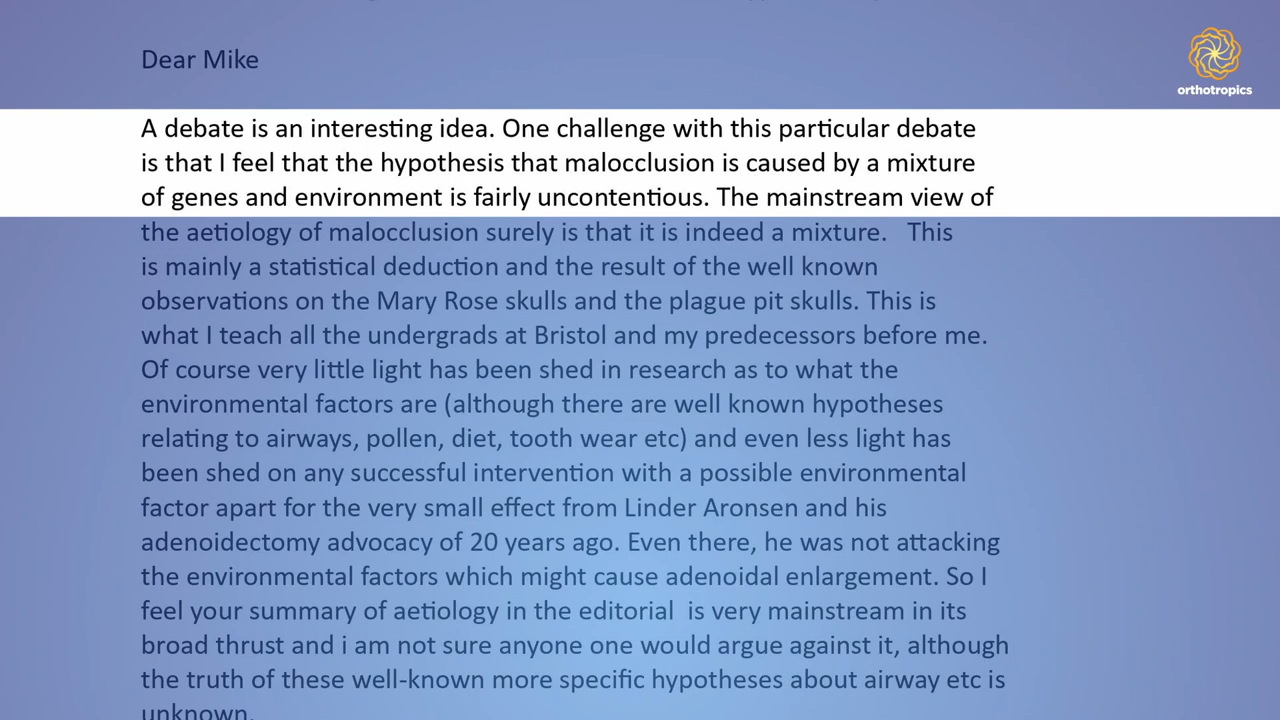 Dear Mike
orthotropics
A debate is an interesting idea. One challenge with this particular debate
is that I feel that the hypothesis that malocclusion is caused by a mixture
of genes and environment is fairly uncontentious. The mainstream view of
the aetiology of malocclusion surely is that it is indeed a mixture.   This
is mainly a statistical deduction and the result of the well known
observations on the Mary Rose skulls and the plague pit skulls. This is
what I teach all the undergrads at Bristol and my predecessors before me.
Of course very little light has been shed in research as to what the
environmental factors are (although there are well known hypotheses
relating to airways, pollen, diet, tooth wear etc) and even less light has
been shed on any successful intervention with a possible environmental
factor apart for the very small effect from Linder Aronsen and his
adenoidectomy advocacy of 20 years ago. Even there, he was not attacking
the environmental factors which might cause adenoidal enlargement. So I
feel your summary of aetiology in the editorial  is very mainstream in its
broad thrust and i am not sure anyone one would argue against it, although
the truth of these well-known more specific hypotheses about airway etc is
unknown.